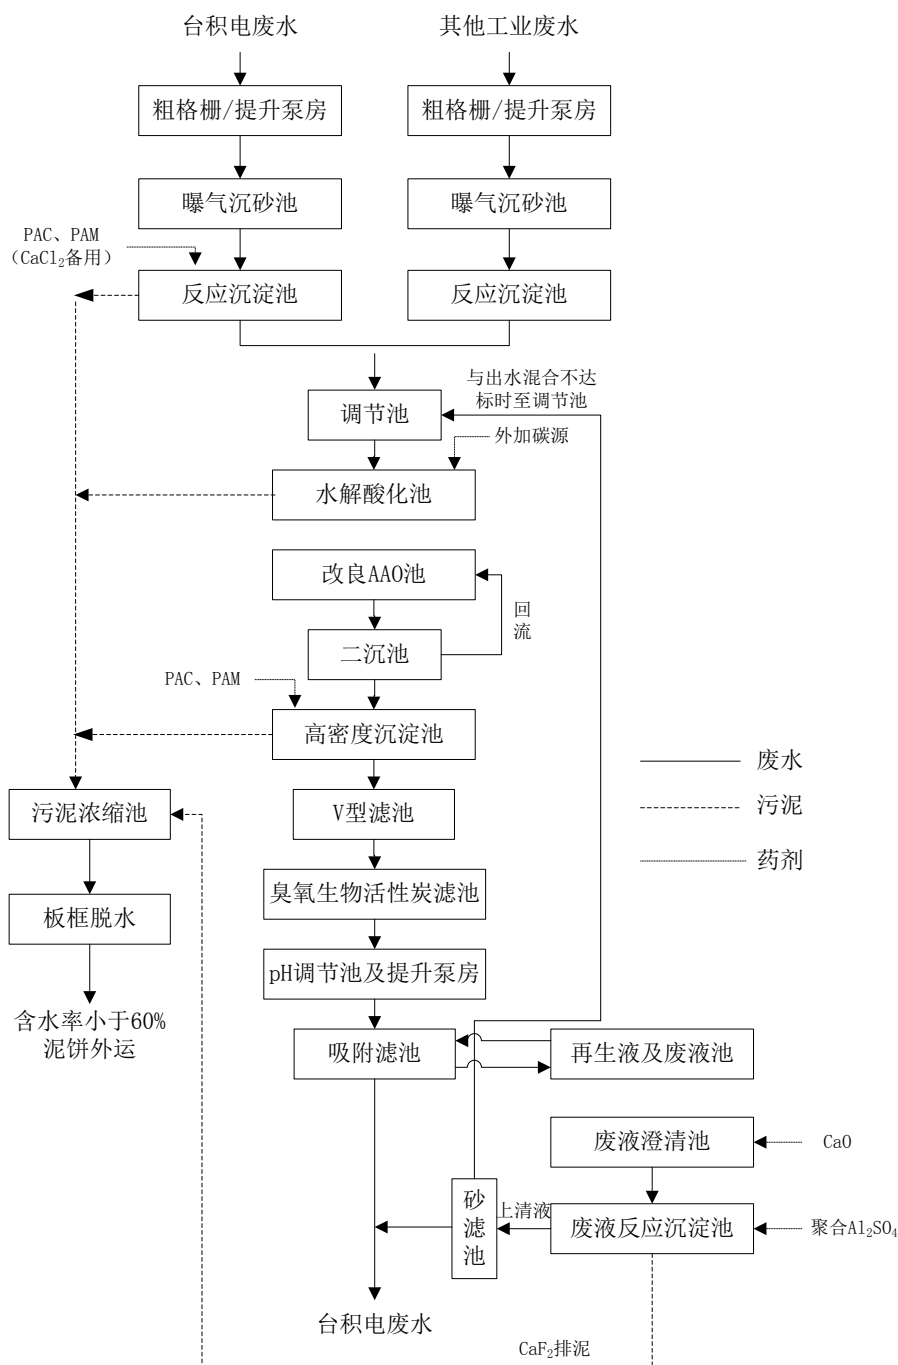 台积电废水
其他工业废水
粗格栅/提升泵房
粗格栅/提升泵房
曝气沉砂池
曝气沉砂池
PAC、PAM
（CaCl₂备用）
反应沉淀池
反应沉淀池
与出水混合不达
标时至调节池
调节池
外加碳源
水解酸化池
改良AAO池
回
流
二沉池
PAC、PAM
高密度沉淀池
废水
污泥浓缩池
V型滤池
污泥
药剂
臭氧生物活性炭滤池
板框脱水
pH调节池及提升泵房
含水率小于60%
泥饼外运
吸附滤池
再生液及废液池
废液澄清池
CaO
砂
滤
池
上清液
废液反应沉淀池
聚合Al₂SO₄
台积电废水
CaF₂排泥